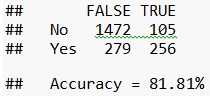 ## FALSE TRUE
## No 1472 105
## Yes 279 256
## Accuracy = 81.81%